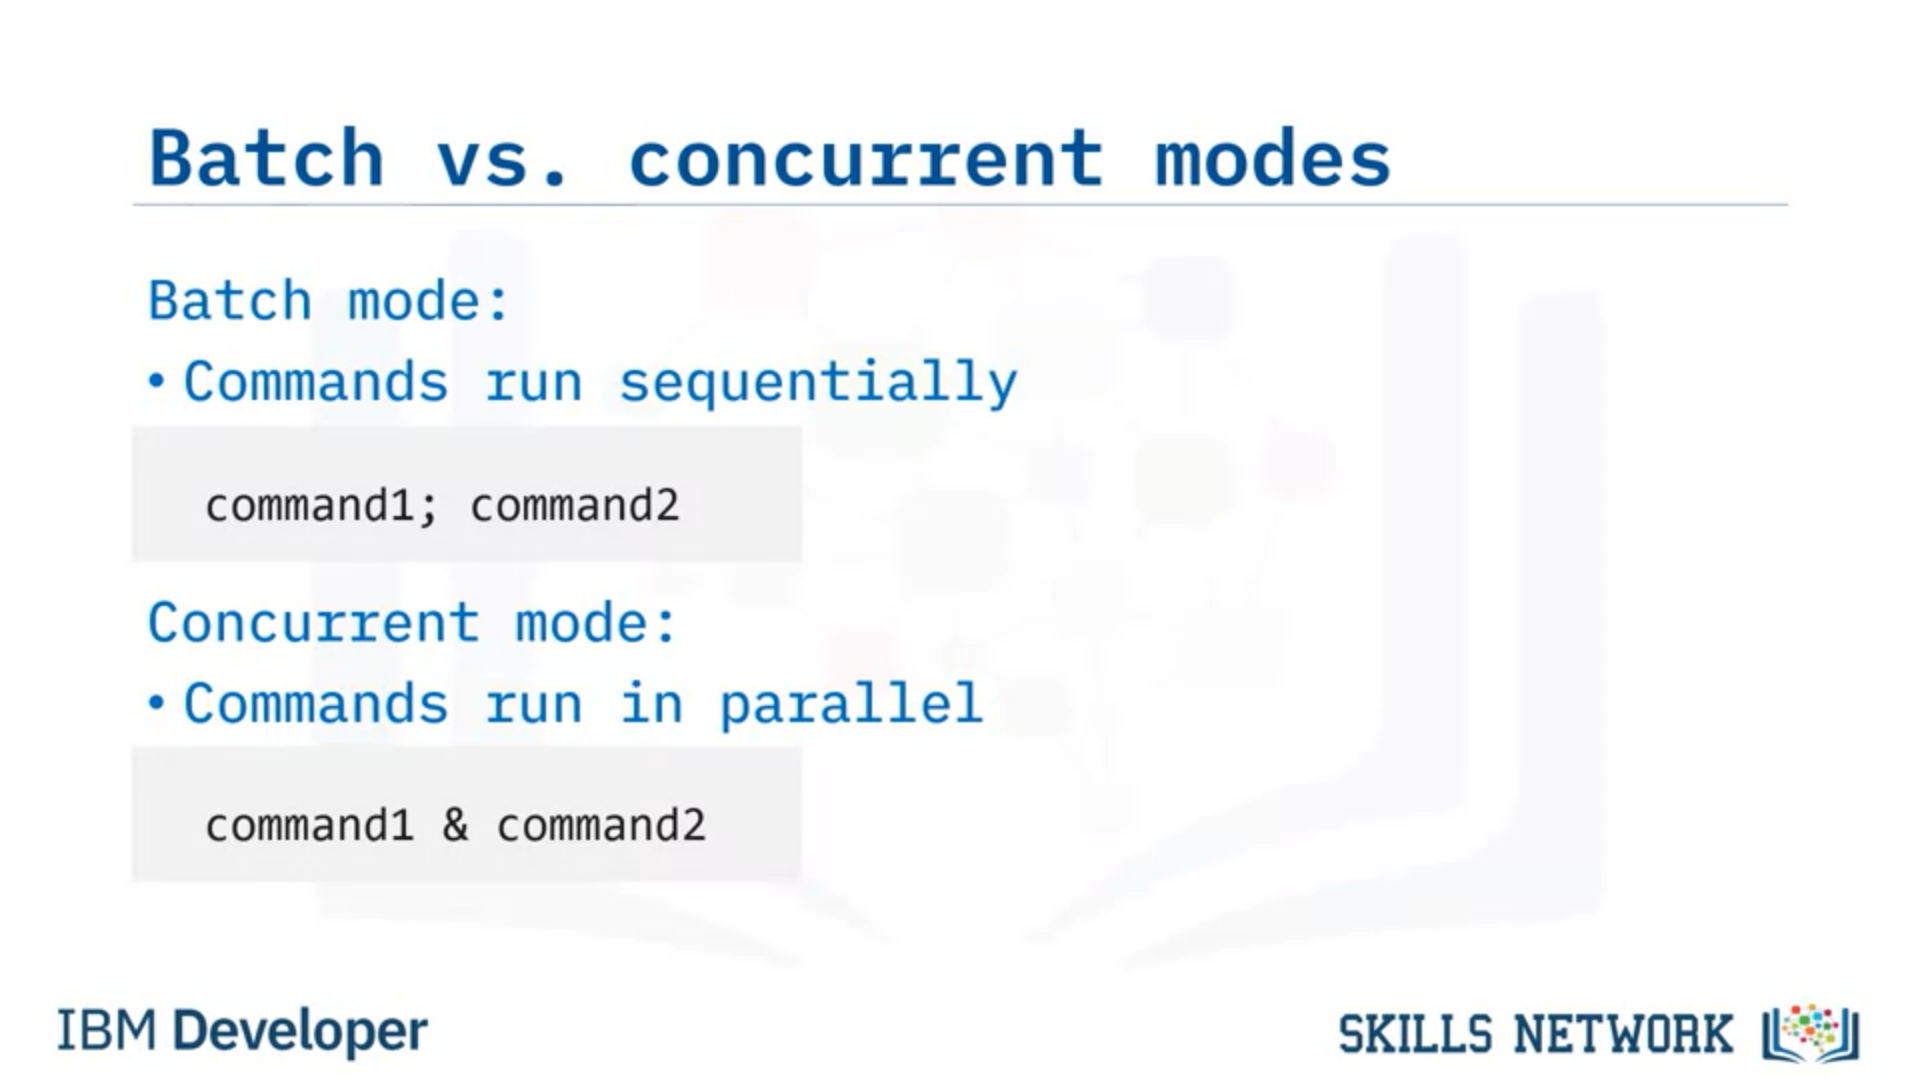 Batch vs. concurrent modes
Batch mode:
• Commands run sequentially
command1; command2
Concurrent mode:
• Commands run in parallel
command1 & command2
IBM Developer
SKILLS NETWORK